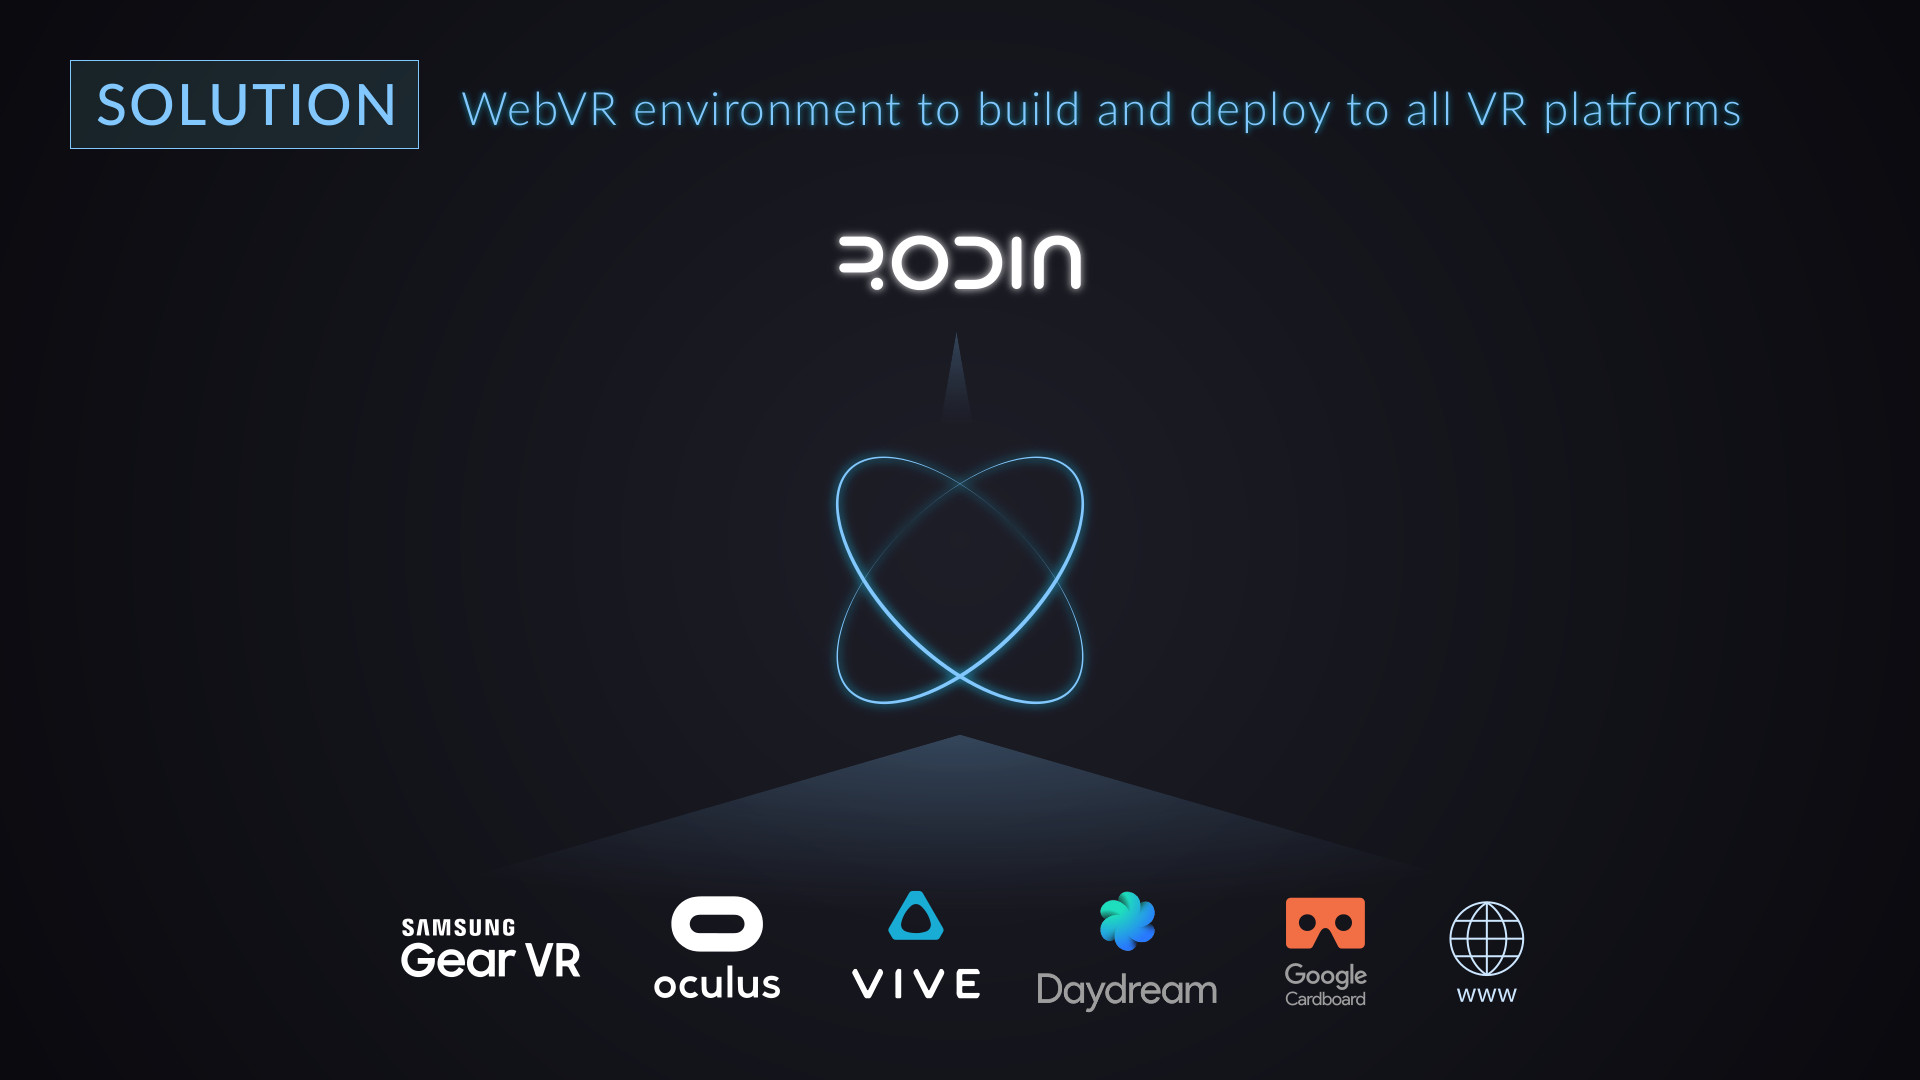 SOLUTION
WebVR environment to build and deploy to all VR platforms
RODIN
SAMSUNG
Gear VR
oculus
VIVE
Daydream
Google
Cardboard
www